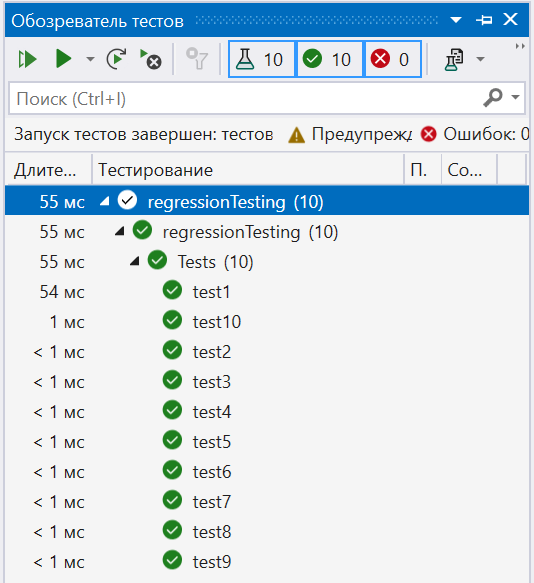 Обозреватель тестов
10 10 0
Поиск (Ctrl+I)
Запуск тестов завершен: тестов Предупрежд Ошибок: 0
Длите... Тестирование П. Со...
55 мс regressionTesting (10)
55 мс regressionTesting (10)
55 мс Tests (10)
54 мс test1
1 мс test10
< 1 мс test2
< 1 мс test3
< 1 мс test4
< 1 мс test5
< 1 мс test6
< 1 мс test7
< 1 мс test8
< 1 мс test9